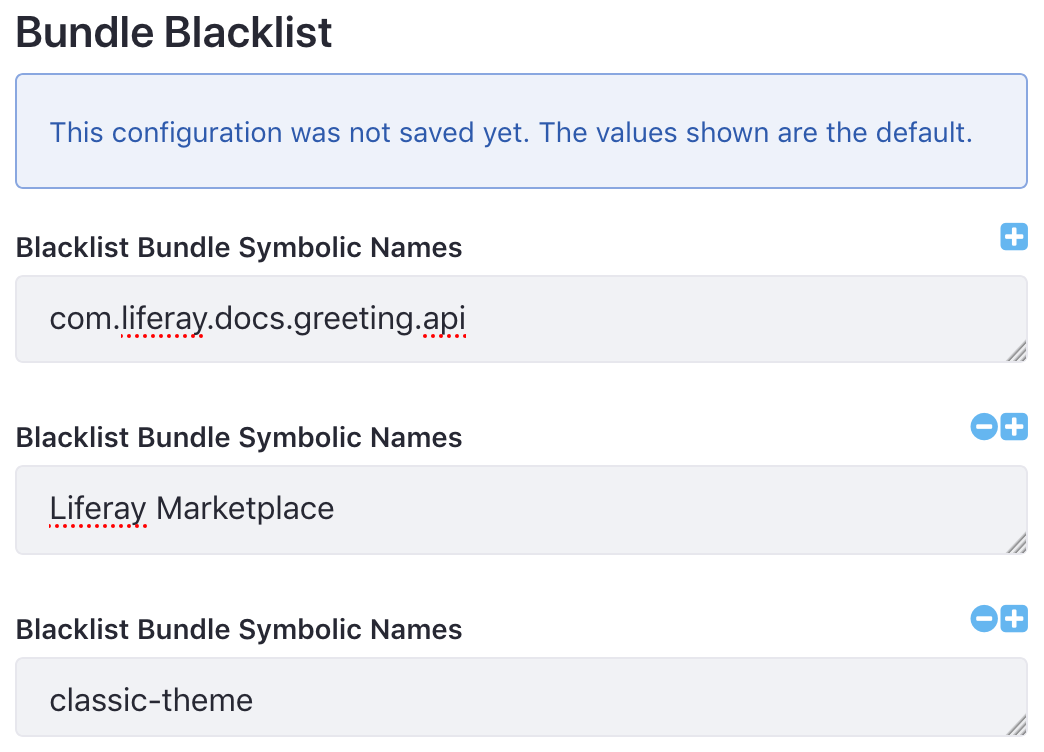 Bundle Blacklist
This configuration was not saved yet. The values shown are the default.
Blacklist Bundle Symbolic Names
com.liferay.docs.greeting.api
Blacklist Bundle Symbolic Names
Liferay Marketplace
Blacklist Bundle Symbolic Names
classic-theme